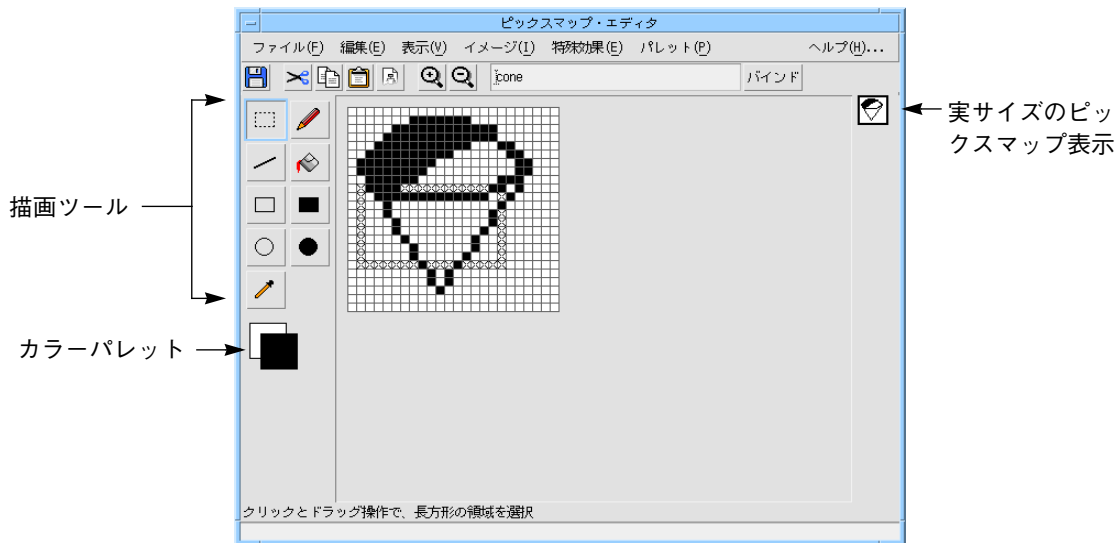 ピックスマップ・エディタ
ファイル(F) 編集(E) 表示(V) イメージ(I) 特殊効果(E) パレット(P) ヘルプ(H)...
cone バインド
実サイズのピッ
クスマップ表示
描画ツール
カラーパレット
クリックとドラッグ操作で、長方形の領域を選択